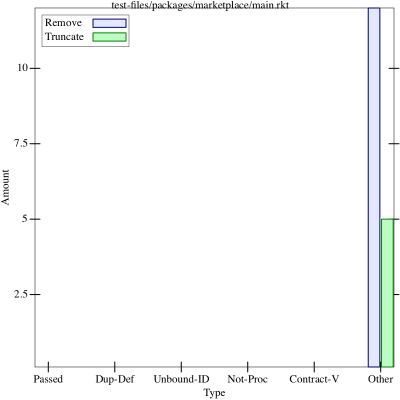 test-files/packages/marketplace/main.rkt
Remove
Truncate
10
7.5
5
2.5
Amount
Passed Dup-Def Unbound-ID Not-Proc Contract-V Other
Type